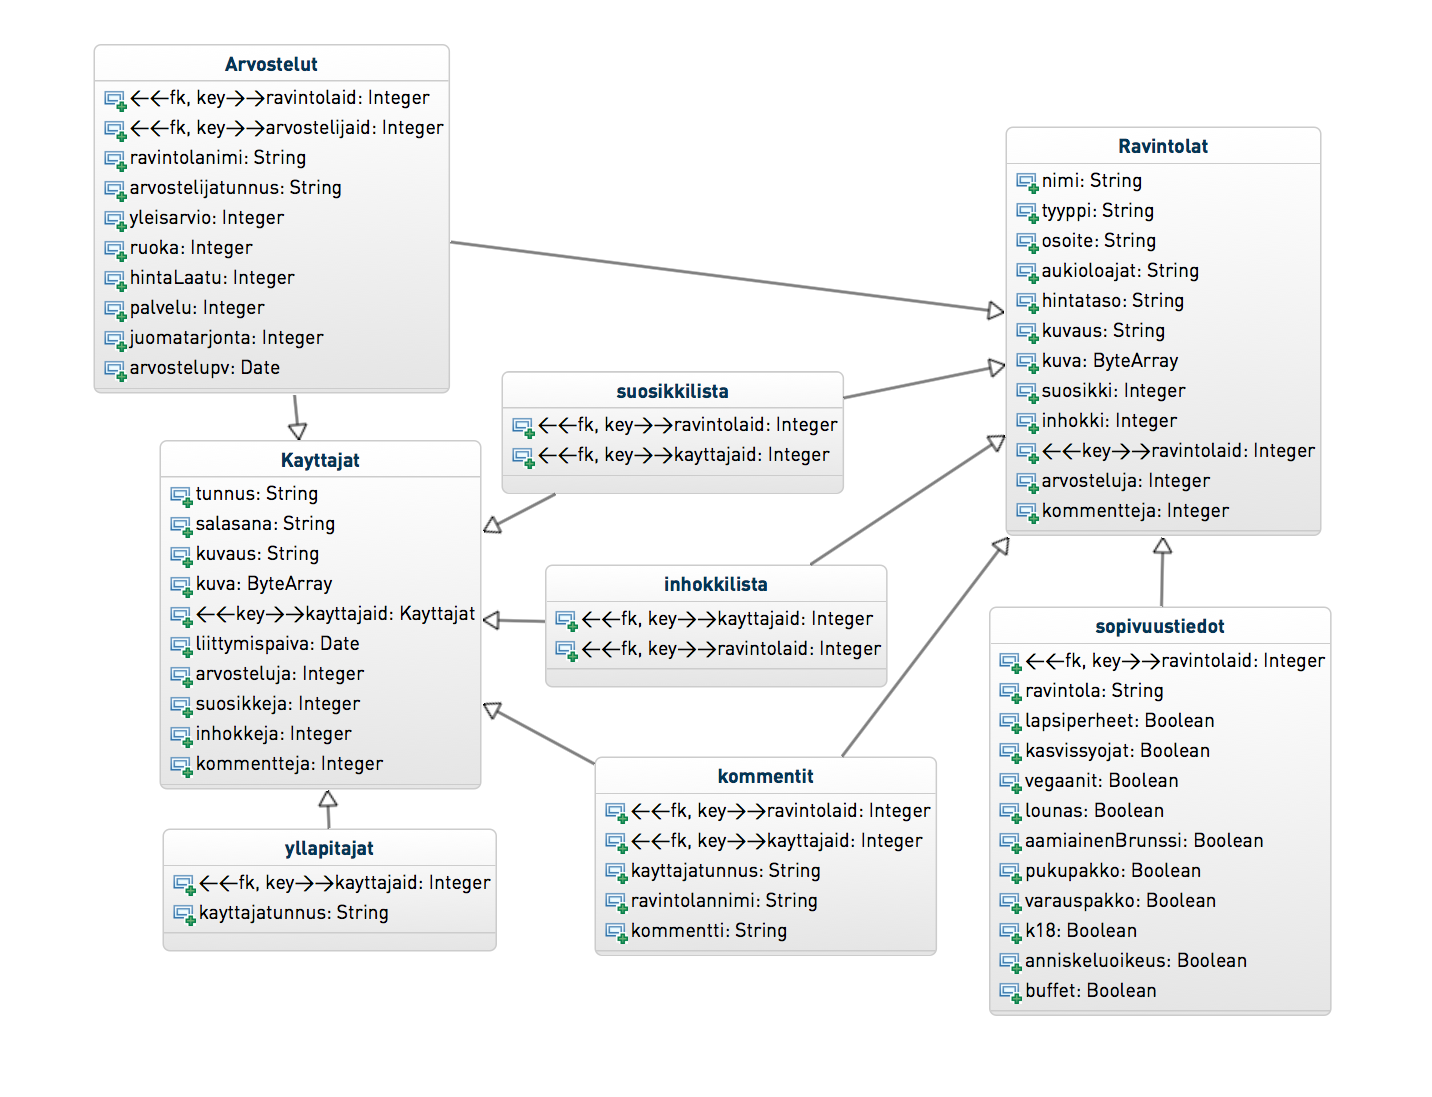 Arvostelut
←←fk, key→→ravintolaid: Integer
←←fk, key→→arvostelijaid: Integer
ravintolanimi: String
arvostelijatunnus: String
yleisarvio: Integer
ruoka: Integer
hintaLaatu: Integer
palvelu: Integer
juomatarjonta: Integer
arvostelupv: Date
Ravintolat
nimi: String
tyyppi: String
osoite: String
aukioloajat: String
hintataso: String
kuvaus: String
kuva: ByteArray
suosikki: Integer
inhokki: Integer
←←key→→ravintolaid: Integer
arvosteluja: Integer
kommentteja: Integer
suosikkilista
←←fk, key→→ravintolaid: Integer
←←fk, key→→kayttajaid: Integer
Kayttajat
tunnus: String
salasana: String
kuvaus: String
kuva: ByteArray
←←key→→kayttajaid: Kayttajat
liittymispaiva: Date
arvosteluja: Integer
suosikkeja: Integer
inhokkeja: Integer
kommentteja: Integer
inhokkilista
←←fk, key→→kayttajaid: Integer
←←fk, key→→ravintolaid: Integer
sopivuustiedot
←←fk, key→→ravintolaid: Integer
ravintola: String
lapsiperheet: Boolean
kasvissyojat: Boolean
vegaanit: Boolean
lounas: Boolean
aamiainenBrunssi: Boolean
pukupakko: Boolean
varauspakko: Boolean
k18: Boolean
anniskeluoikeus: Boolean
buffet: Boolean
kommentit
←←fk, key→→ravintolaid: Integer
←←fk, key→→kayttajaid: Integer
kayttajatunnus: String
ravintolannimi: String
kommentti: String
yllapitajat
←←fk, key→→kayttajaid: Integer
kayttajatunnus: String